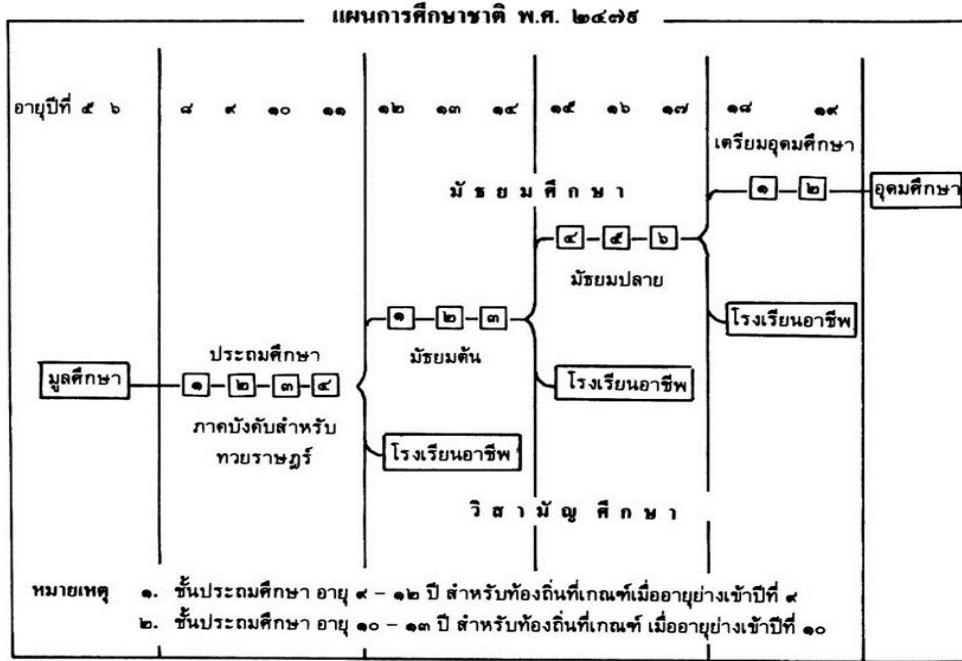 แผนการศึกษาชาติ พ.ศ. ๒๔๗๙
อายุปีที่ ๕ ๖ ๘ ๙ ๑๐ ๑๑ ๑๒ ๑๓ ๑๔ ๑๕ ๑๖ ๑๗ ๑๘ ๑๙
เตรียมอุดมศึกษา
มัธยมศึกษา ๑ ๒ อุดมศึกษา
๔ ๕ ๖
มัธยมปลาย
๑ ๒ ๓ โรงเรียนอาชีพ
ประถมศึกษา มัธยมต้น
มูลศึกษา ๑ ๒ ๓ ๔ โรงเรียนอาชีพ
ภาคบังคับสำหรับ
ทวยราษฎร์ โรงเรียนอาชีพ
วิสามัญศึกษา
หมายเหตุ ๑. ชั้นประถมศึกษา อายุ ๙ - ๑๒ ปี สำหรับท้องถิ่นที่เกณฑ์เมื่ออายุย่างเข้าปีที่ ๙
๒. ชั้นประถมศึกษา อายุ ๑๐ - ๑๓ ปี สำหรับท้องถิ่นที่เกณฑ์ เมื่ออายุย่างเข้าปีที่ ๑๐